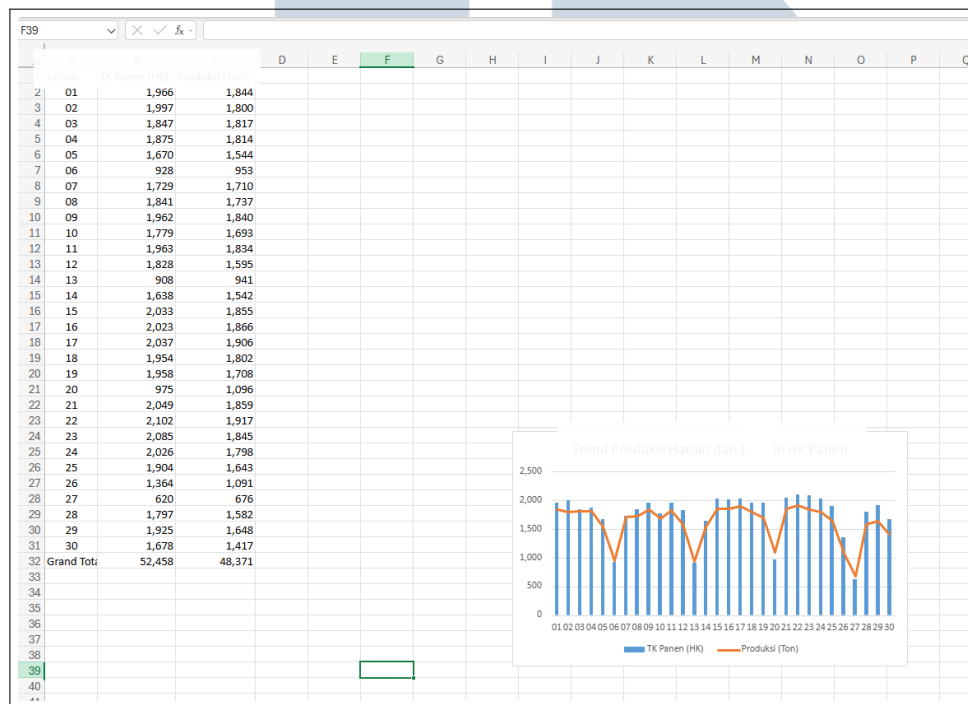 F39 fx
A B C D E F G H I J K L M N O P Q
1 Kebun TK Panen (HK) Produksi (Ton)
2 01 1,966 1,844
3 02 1,997 1,800
4 03 1,847 1,817
5 04 1,875 1,814
6 05 1,670 1,544
7 06 928 953
8 07 1,729 1,710
9 08 1,841 1,737
10 09 1,962 1,840
11 10 1,779 1,693
12 11 1,963 1,834
13 12 1,828 1,595
14 13 908 941
15 14 1,638 1,542
16 15 2,033 1,855
17 16 2,023 1,866
18 17 2,037 1,906
19 18 1,954 1,802
20 19 1,958 1,708
21 20 975 1,096
22 21 2,049 1,859
23 22 2,102 1,917
24 23 2,085 1,845
25 24 2,026 1,798
26 25 1,904 1,643
27 26 1,364 1,091
28 27 620 676
29 28 1,797 1,582
30 29 1,925 1,648
31 30 1,678 1,417
32 Grand Tota 52,458 48,371
33
34
35
36
37
38
39
40
41
Trend Produksi Harian dan HK Panen
2,500
2,000
1,500
1,000
500
0
01 02 03 04 05 06 07 08 09 10 11 12 13 14 15 16 17 18 19 20 21 22 23 24 25 26 27 28 29 30
TK Panen (HK) Produksi (Ton)